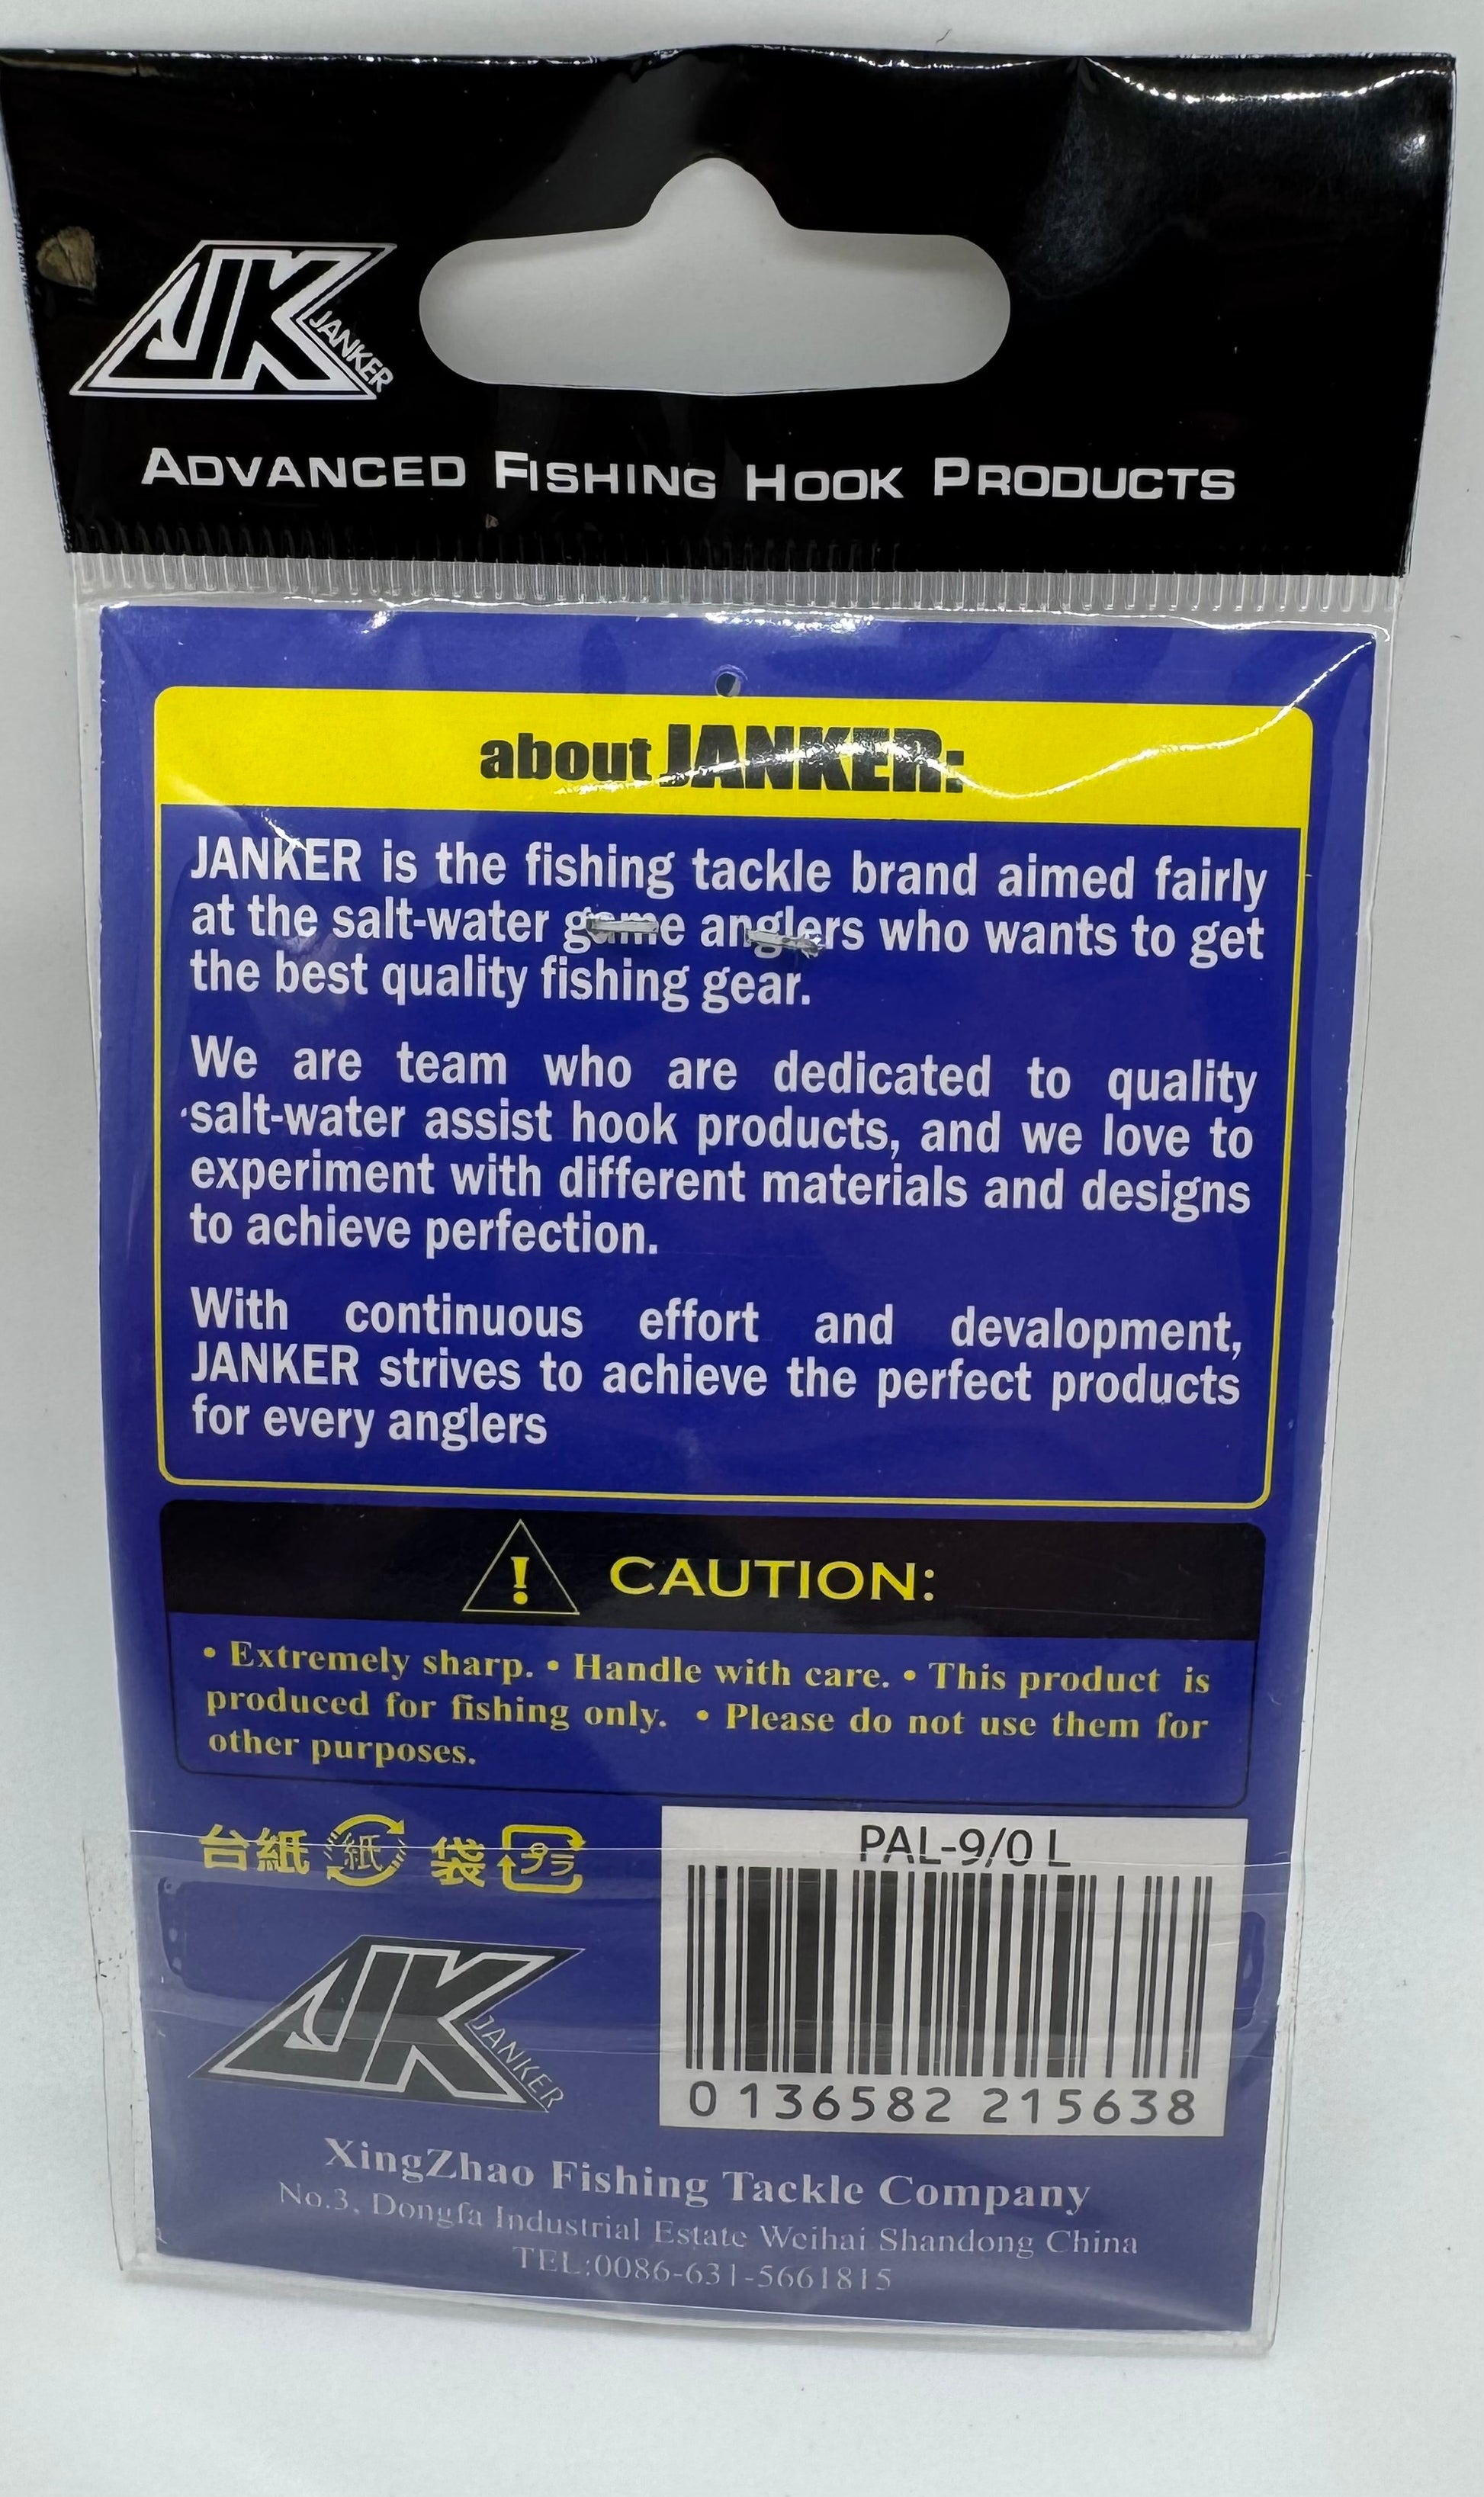 JK JANKER
ADVANCED FISHING HOOK PRODUCTS
about JANKER:
JANKER is the fishing tackle brand aimed fairly
at the salt-water game anglers who wants to get
the best quality fishing gear.
We are team who are dedicated to quality
salt-water assist hook products, and we love to
experiment with different materials and designs
to achieve perfection.
With continuous effort and devalopment,
JANKER strives to achieve the perfect products
for every anglers
! CAUTION:
• Extremely sharp. • Handle with care. • This product is
produced for fishing only. • Please do not use them for
other purposes.
台紙 紙 袋 プラ
PAL-9/0 L
0 136582 215638
JK JANKER
XingZhao Fishing Tackle Company
No.3, Dongfa Industrial Estate Weihai Shandong China
TEL:0086-631-5661815